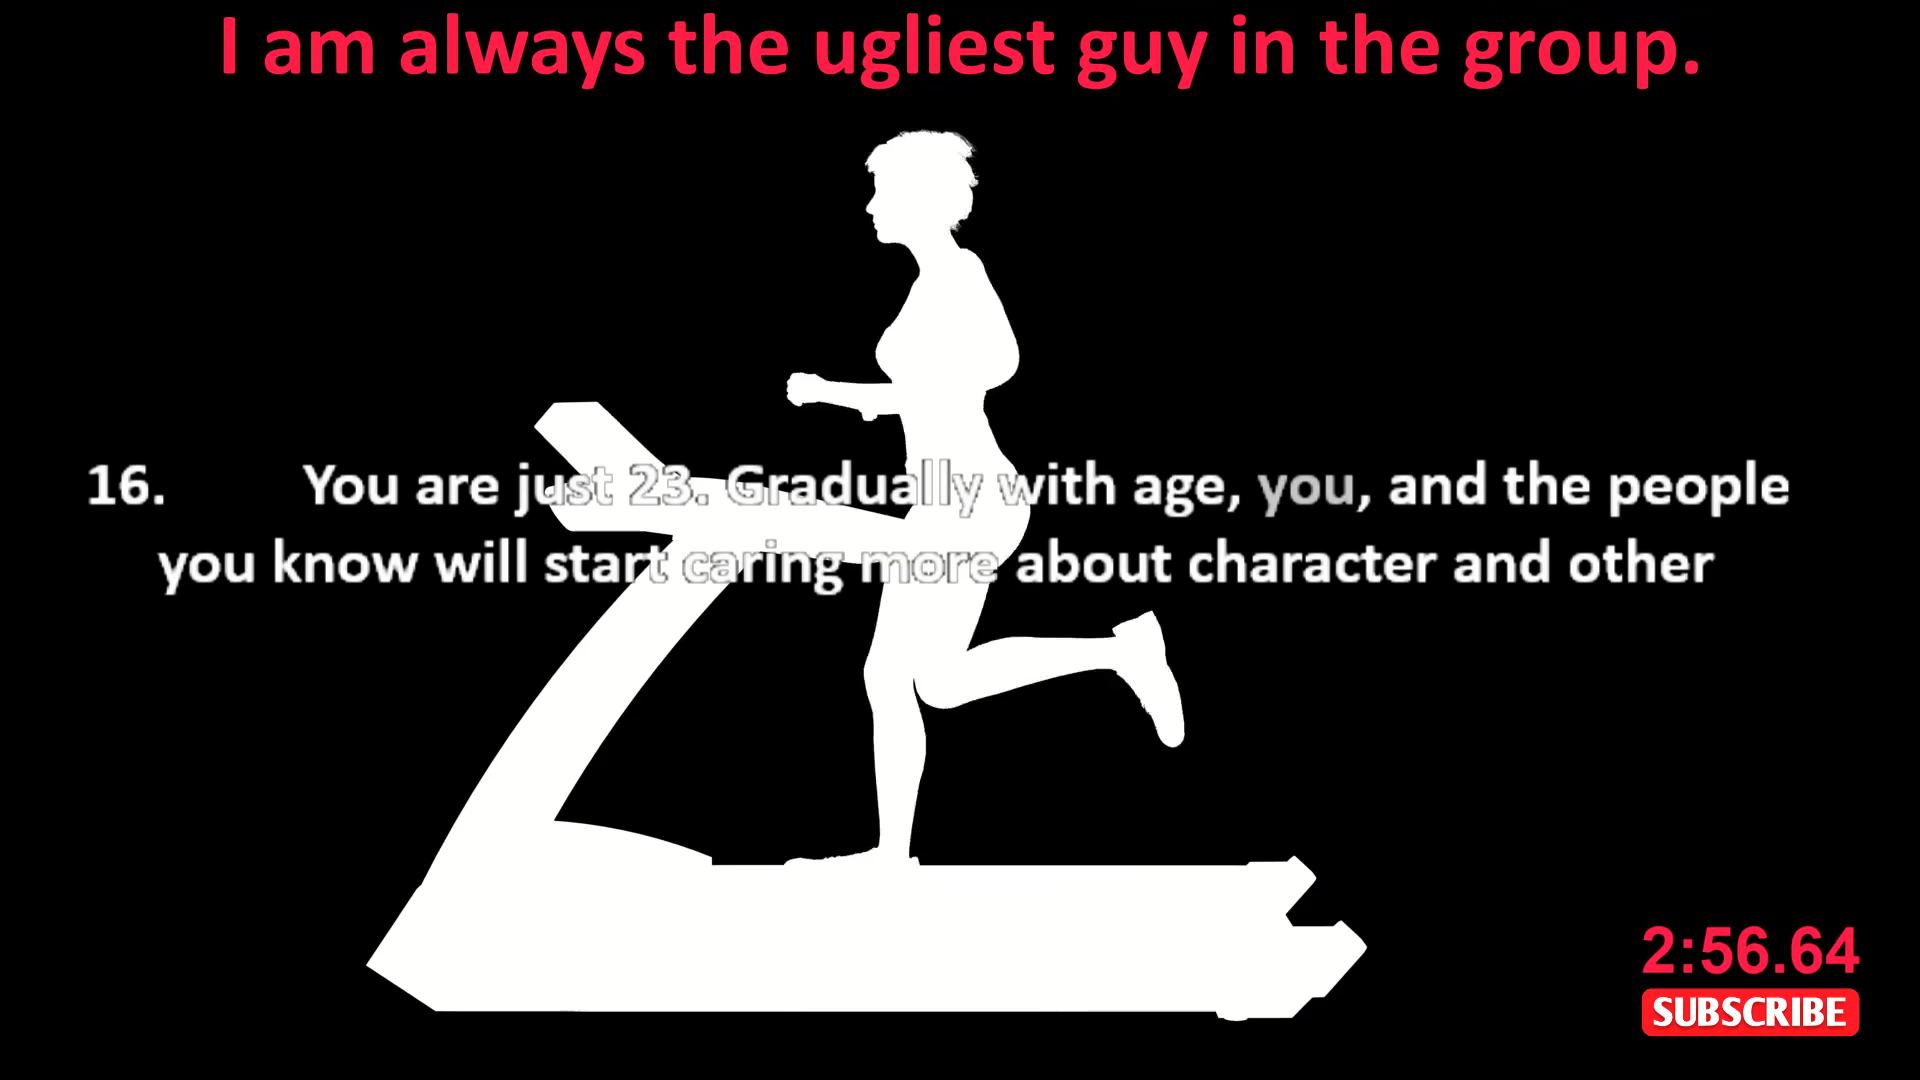 I am always the ugliest guy in the group.
16. You are just 23. Gradually with age, you, and the people
you know will start caring more about character and other
2:56.64
SUBSCRIBE